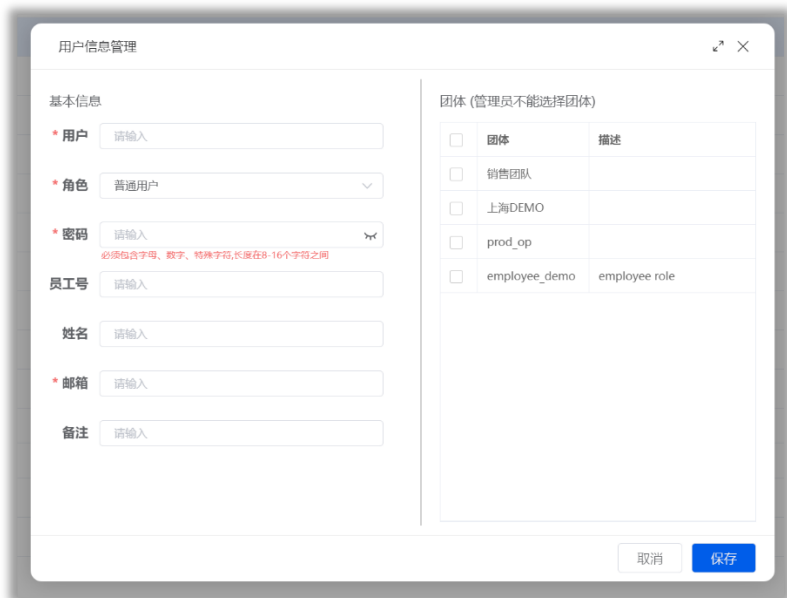 用户信息管理
基本信息
* 用户 请输入
* 角色 普通用户
* 密码 请输入
必须包含字母、数字、特殊字符,长度在8-16个字符之间
员工号 请输入
姓名 请输入
* 邮箱 请输入
备注 请输入
团体 (管理员不能选择团体)
团体 描述
销售团队
上海DEMO
prod_op
employee_demo employee role
取消 保存